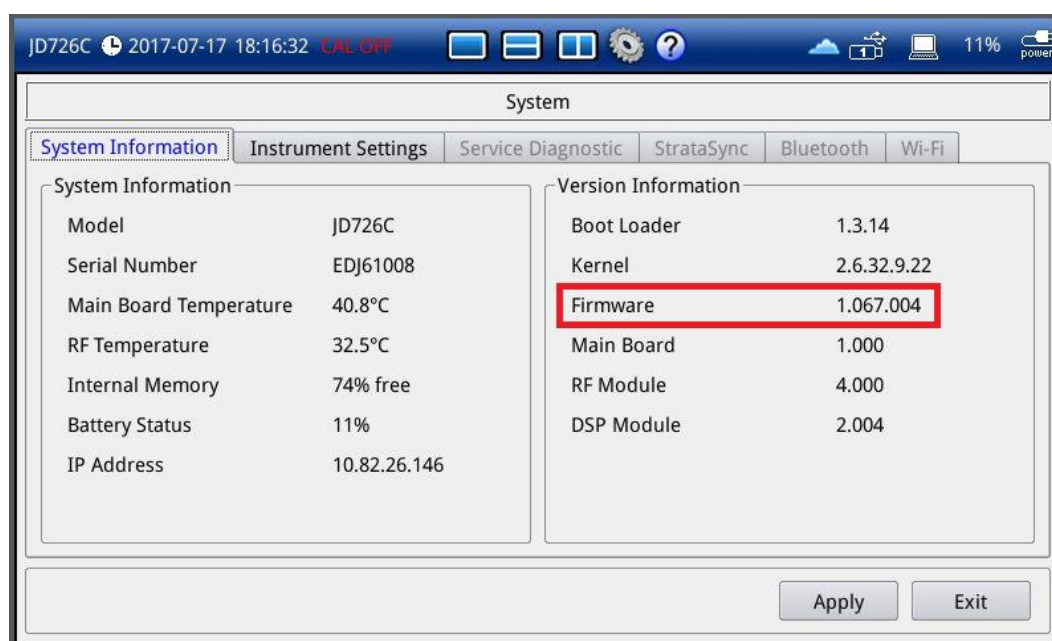 JD726C 2017-07-17 18:16:32 CAL OFF ? 1 11% power
System
System Information Instrument Settings Service Diagnostic StrataSync Bluetooth Wi-Fi
System Information
Model JD726C
Serial Number EDJ61008
Main Board Temperature 40.8°C
RF Temperature 32.5°C
Internal Memory 74% free
Battery Status 11%
IP Address 10.82.26.146
Version Information
Boot Loader 1.3.14
Kernel 2.6.32.9.22
Firmware 1.067.004
Main Board 1.000
RF Module 4.000
DSP Module 2.004
Apply Exit